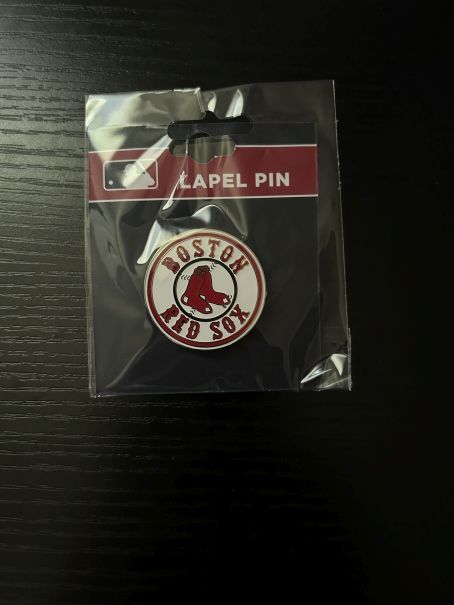 LAPEL PIN
BOSTON
RED SOX